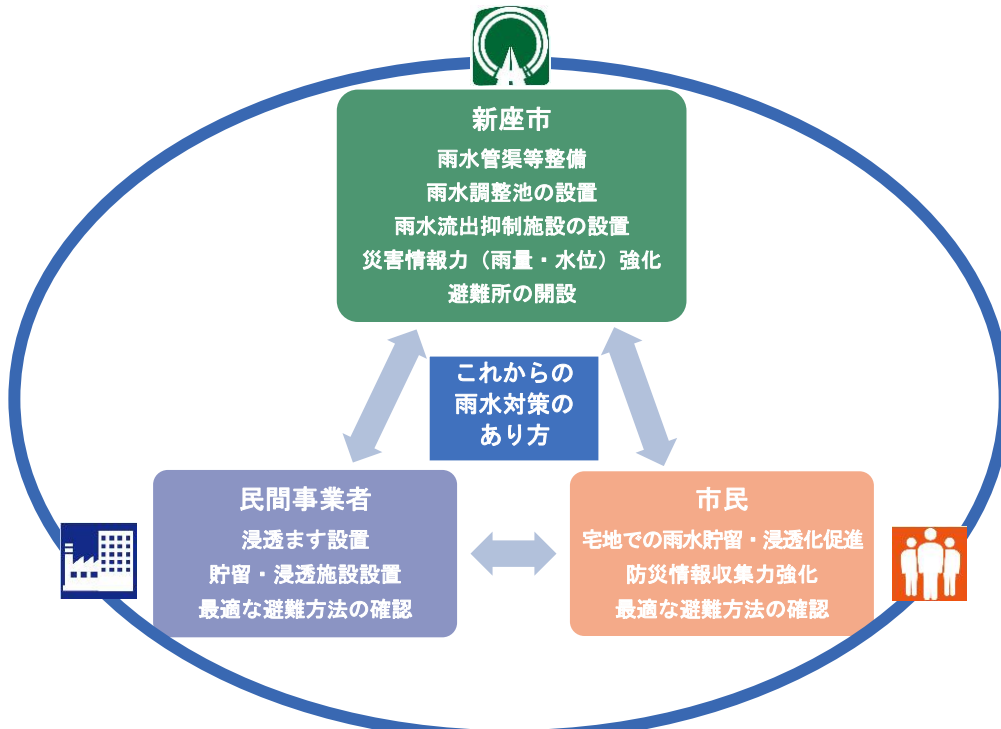 新座市
雨水管渠等整備
雨水調整池の設置
雨水流出抑制施設の設置
災害情報力（雨量・水位）強化
避難所の開設
これからの
雨水対策の
あり方
民間事業者
浸透ます設置
貯留・浸透施設設置
最適な避難方法の確認
市民
宅地での雨水貯留・浸透化促進
防災情報収集力強化
最適な避難方法の確認